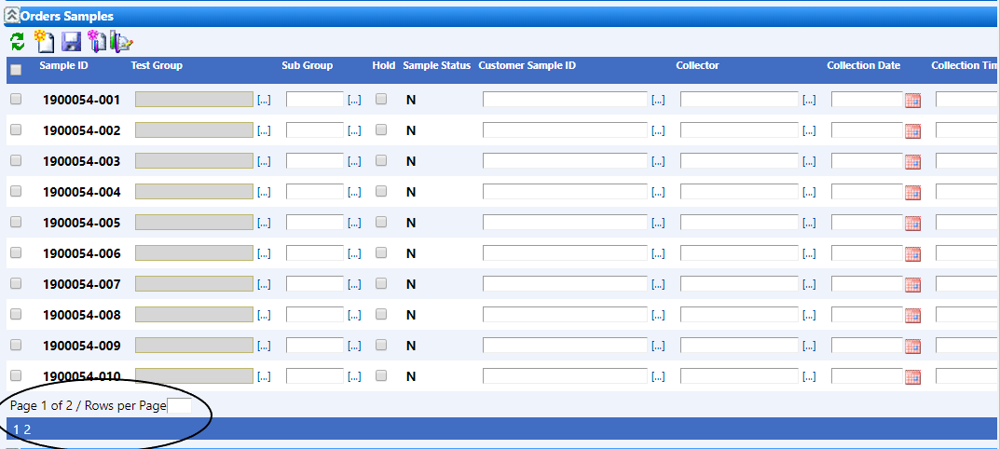 Orders Samples
Sample ID Test Group Sub Group Hold Sample Status Customer Sample ID Collector Collection Date Collection Tim
1900054-001 [...] [...] N [...] [...]
1900054-002 [...] [...] N [...] [...]
1900054-003 [...] [...] N [...] [...]
1900054-004 [...] [...] N [...] [...]
1900054-005 [...] [...] N [...] [...]
1900054-006 [...] [...] N [...] [...]
1900054-007 [...] [...] N [...] [...]
1900054-008 [...] [...] N [...] [...]
1900054-009 [...] [...] N [...] [...]
1900054-010 [...] [...] N [...] [...]
Page 1 of 2 / Rows per Page
1 2